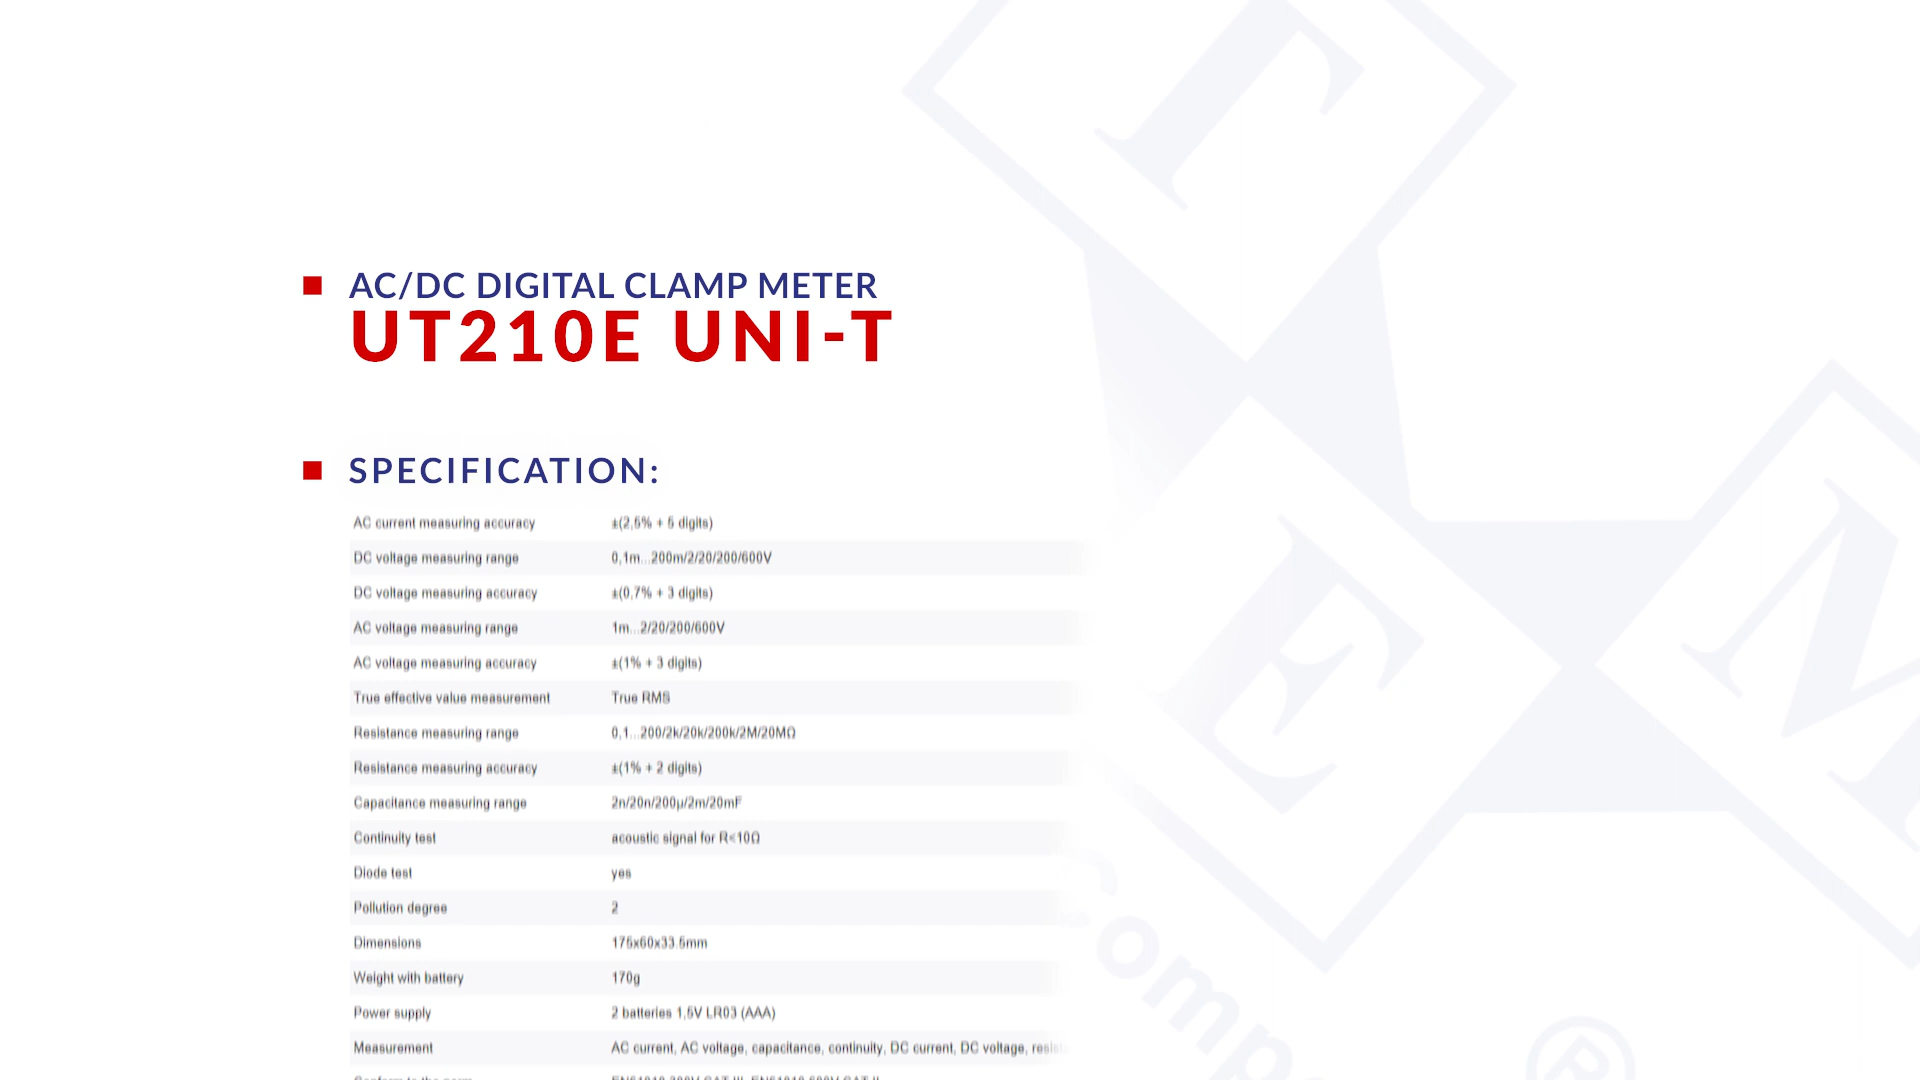 AC/DC DIGITAL CLAMP METER
UT210E UNI-T
SPECIFICATION:
AC current measuring accuracy ±(2,5% + 5 digits)
DC voltage measuring range 0,1m...200m/2/20/200/600V
DC voltage measuring accuracy ±(0,7% + 3 digits)
AC voltage measuring range 1m...2/20/200/600V
AC voltage measuring accuracy ±(1% + 3 digits)
True effective value measurement True RMS
Resistance measuring range 0,1...200/2k/20k/200k/2M/20MΩ
Resistance measuring accuracy ±(1% + 2 digits)
Capacitance measuring range 2n/20n/200µ/2m/20mF
Continuity test acoustic signal for R<10Ω
Diode test yes
Pollution degree 2
Dimensions 175x60x33.5mm
Weight with battery 170g
Power supply 2 batteries 1,5V LR03 (AAA)
Measurement AC current, AC voltage, capacitance, continuity, DC current, DC voltage,
T
E
M
®